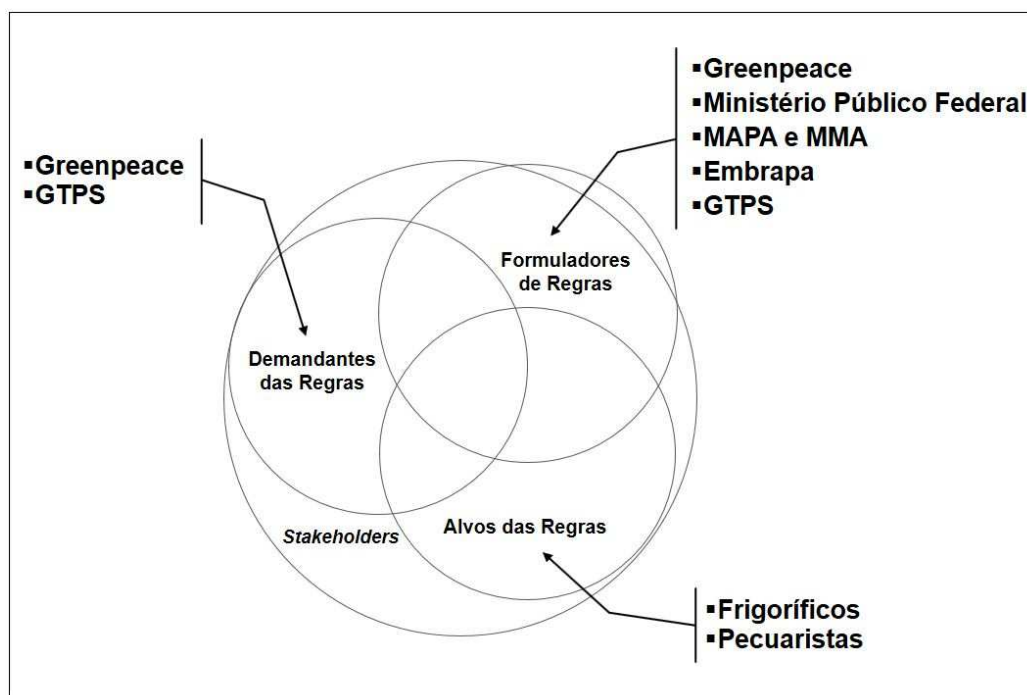 ▪Greenpeace
▪GTPS
▪Greenpeace
▪Ministério Público Federal
▪MAPA e MMA
▪Embrapa
▪GTPS
Formuladores
de Regras
Demandantes
das Regras
Stakeholders
Alvos das Regras
▪Frigoríficos
▪Pecuaristas